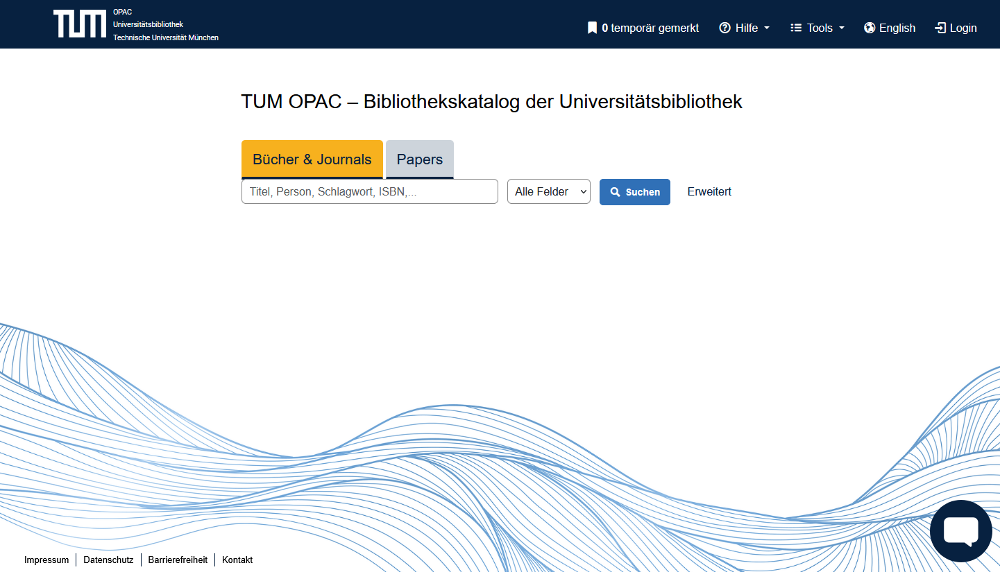 TUM
OPAC
Universitätsbibliothek
Technische Universität München
0 temporär gemerkt
Hilfe
Tools
English
Login
TUM OPAC – Bibliothekskatalog der Universitätsbibliothek
Bücher & Journals
Papers
Titel, Person, Schlagwort, ISBN,...
Alle Felder
Suchen
Erweitert
Impressum
Datenschutz
Barrierefreiheit
Kontakt